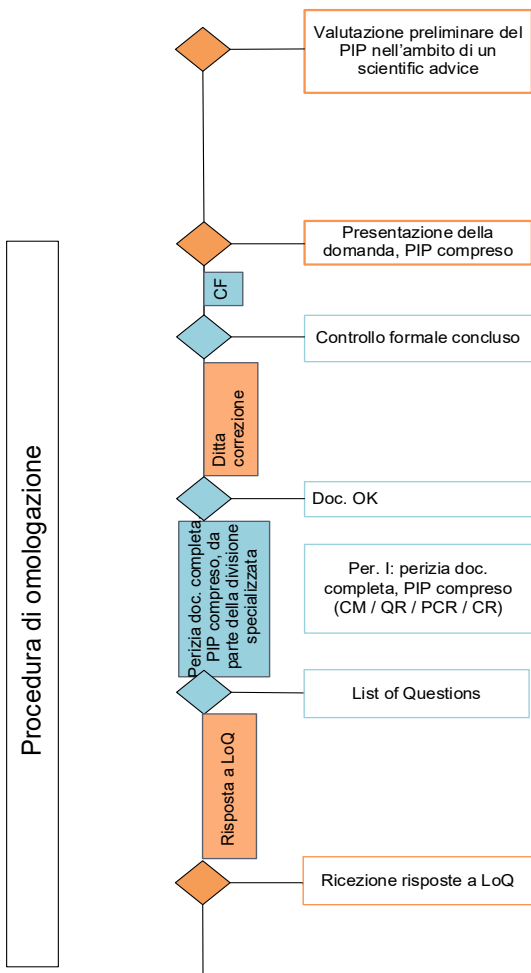 Valutazione preliminare del
PIP nell'ambito di un
scientific advice
Procedura di omologazione
Presentazione della
domanda, PIP compreso
CF
Controllo formale concluso
Ditta
correzione
Doc. OK
Perizia doc. completa
PIP compreso, da
parte della divisione
specializzata
Per. I: perizia doc.
completa, PIP compreso
(CM / QR / PCR / CR)
List of Questions
Risposta a LoQ
Ricezione risposte a LoQ